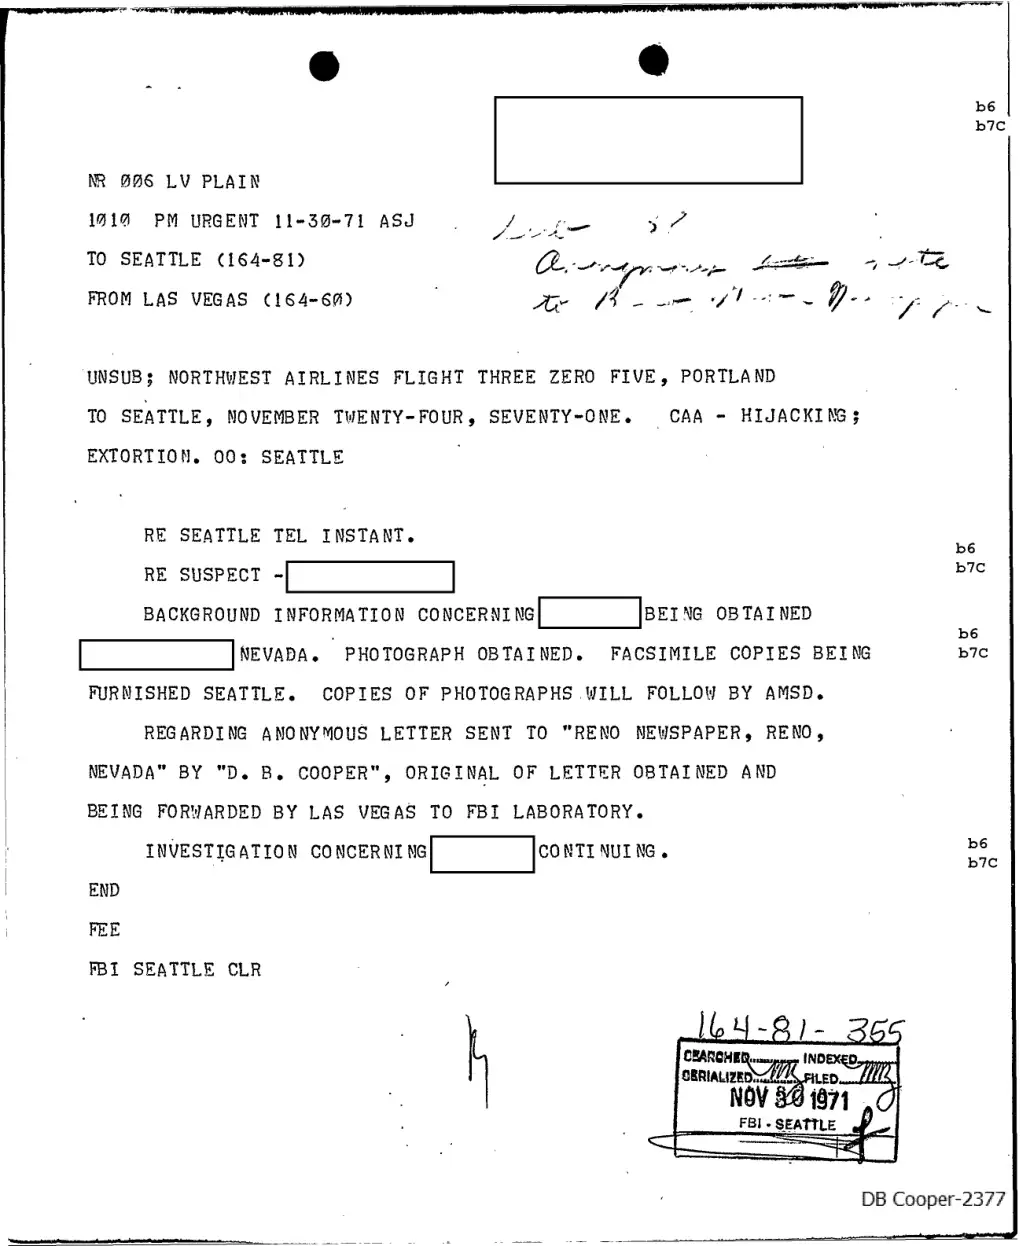 b6
b7C
NR 006 LV PLAIN
1010 PM URGENT 11-30-71 ASJ
TO SEATTLE (164-81)
Anonymous note
FROM LAS VEGAS (164-60)
to
UNSUB; NORTHWEST AIRLINES FLIGHT THREE ZERO FIVE, PORTLAND
TO SEATTLE, NOVEMBER TWENTY-FOUR, SEVENTY-ONE. CAA - HIJACKING;
EXTORTION. OO: SEATTLE
RE SEATTLE TEL INSTANT.
b6
RE SUSPECT -
b7C
BACKGROUND INFORMATION CONCERNING BEING OBTAINED
b6
NEVADA. PHOTOGRAPH OBTAINED. FACSIMILE COPIES BEING
b7C
FURNISHED SEATTLE. COPIES OF PHOTOGRAPHS WILL FOLLOW BY AMSD.
REGARDING ANONYMOUS LETTER SENT TO "RENO NEWSPAPER, RENO,
NEVADA" BY "D. B. COOPER", ORIGINAL OF LETTER OBTAINED AND
BEING FORWARDED BY LAS VEGAS TO FBI LABORATORY.
INVESTIGATION CONCERNING CONTINUING.
b6
b7C
END
FEE
FBI SEATTLE CLR
164-81-355
SEARCHED INDEXED
SERIALIZED FILED
NOV 30 1971
FBI - SEATTLE
DB Cooper-2377